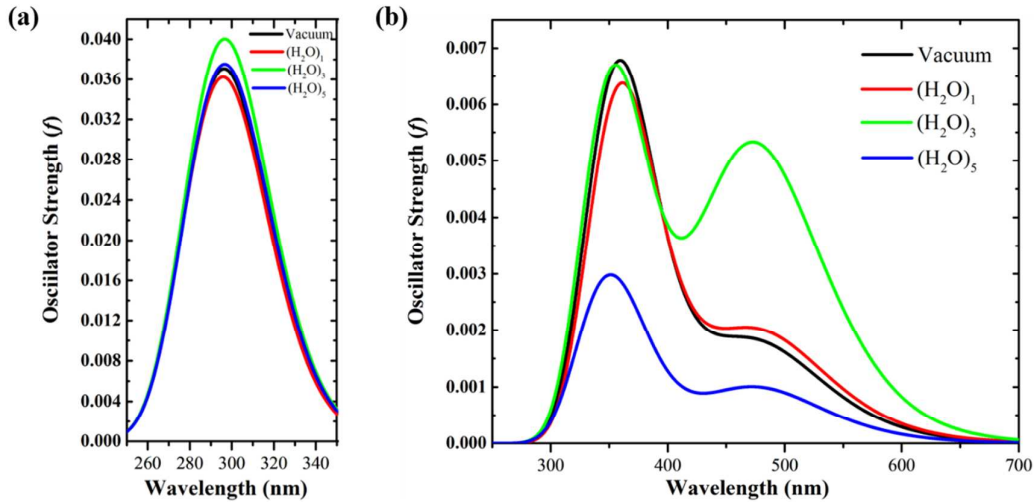 (a)
Vacuum
(H₂O)₁
(H₂O)₃
(H₂O)₅
0.040
0.036
0.032
0.028
0.024
0.020
0.016
0.012
0.008
0.004
0.000
Osciillator Strength (f)
260 280 300 320 340
Wavelength (nm)
(b)
Vacuum
(H₂O)₁
(H₂O)₃
(H₂O)₅
0.007
0.006
0.005
0.004
0.003
0.002
0.001
0.000
Oscillator Strength (f)
300 400 500 600 700
Wavelength (nm)